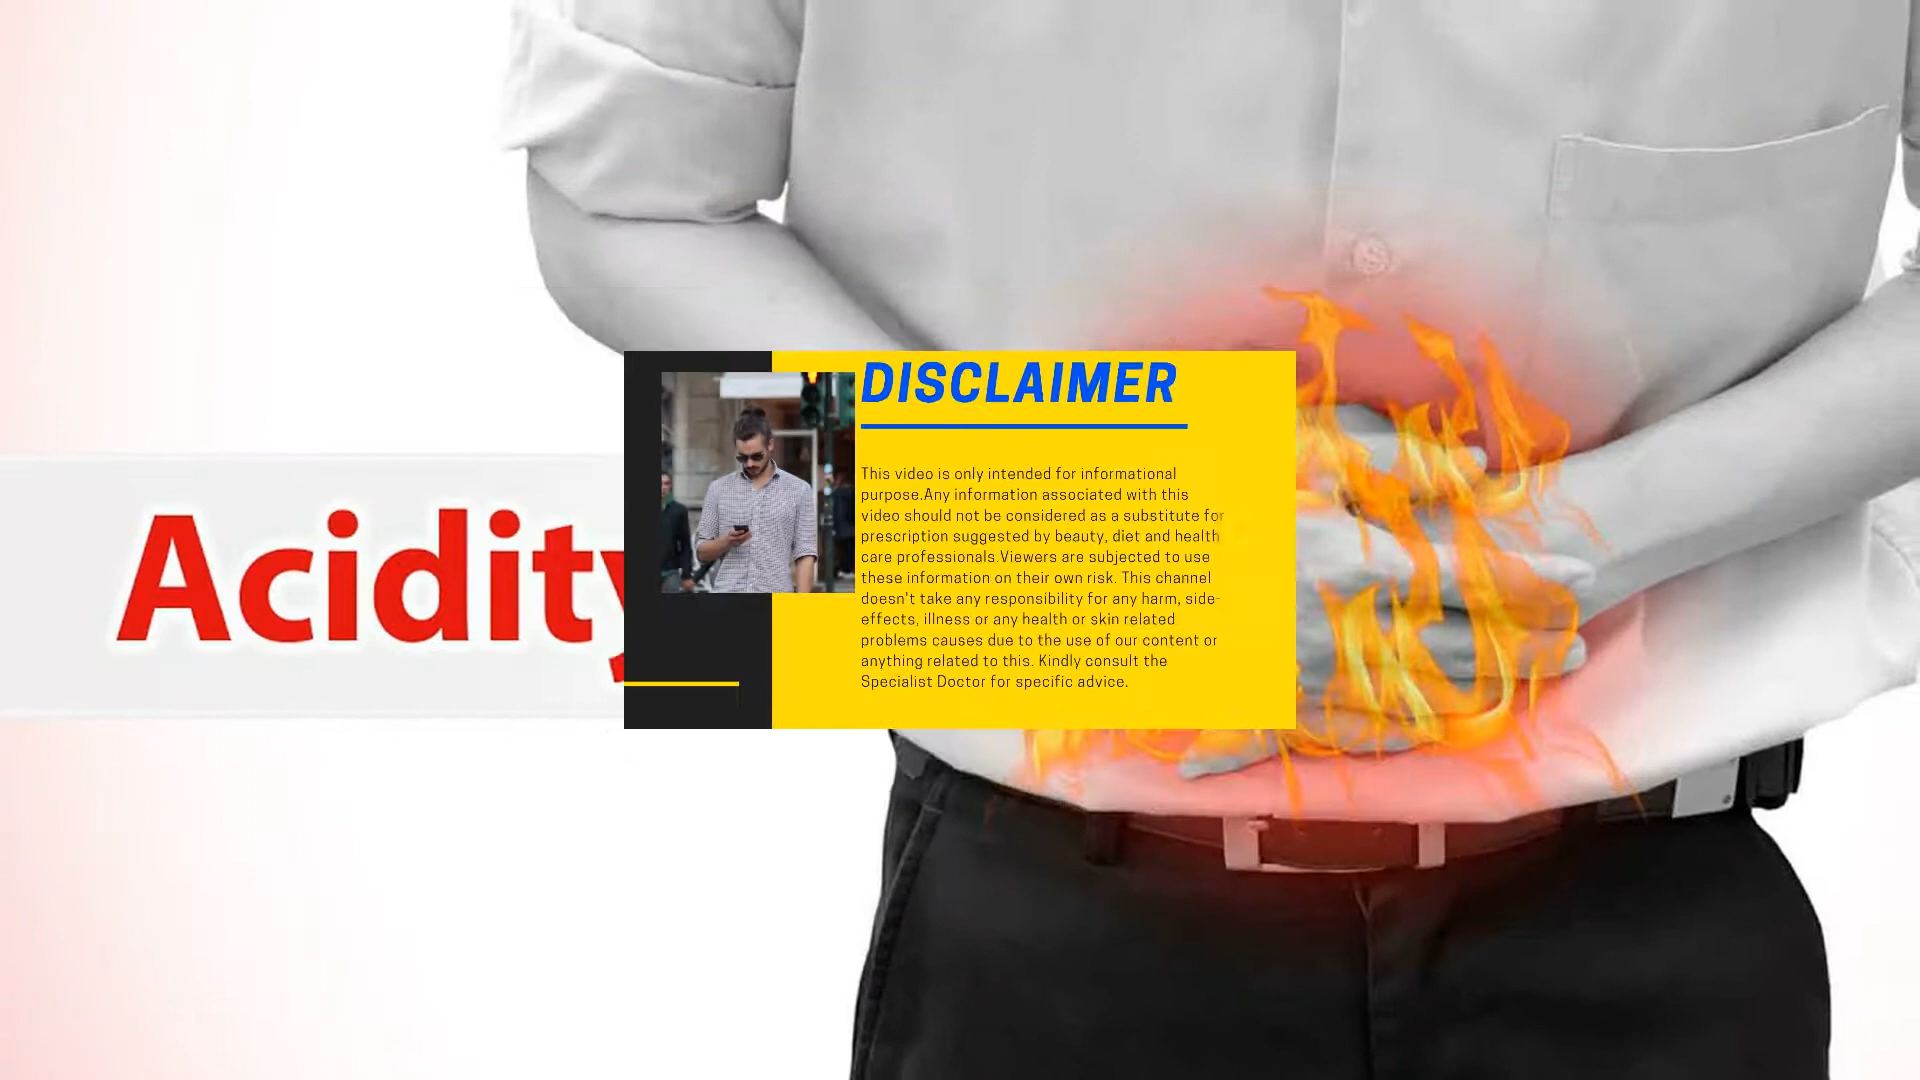 Acidity
DISCLAIMER
This video is only intended for informational
purpose.Any information associated with this
video should not be considered as a substitute for
prescription suggested by beauty, diet and health
care professionals.Viewers are subjected to use
these information on their own risk. This channel
doesn't take any responsibility for any harm, side-
effects, illness or any health or skin related
problems causes due to the use of our content or
anything related to this. Kindly consult the
Specialist Doctor for specific advice.